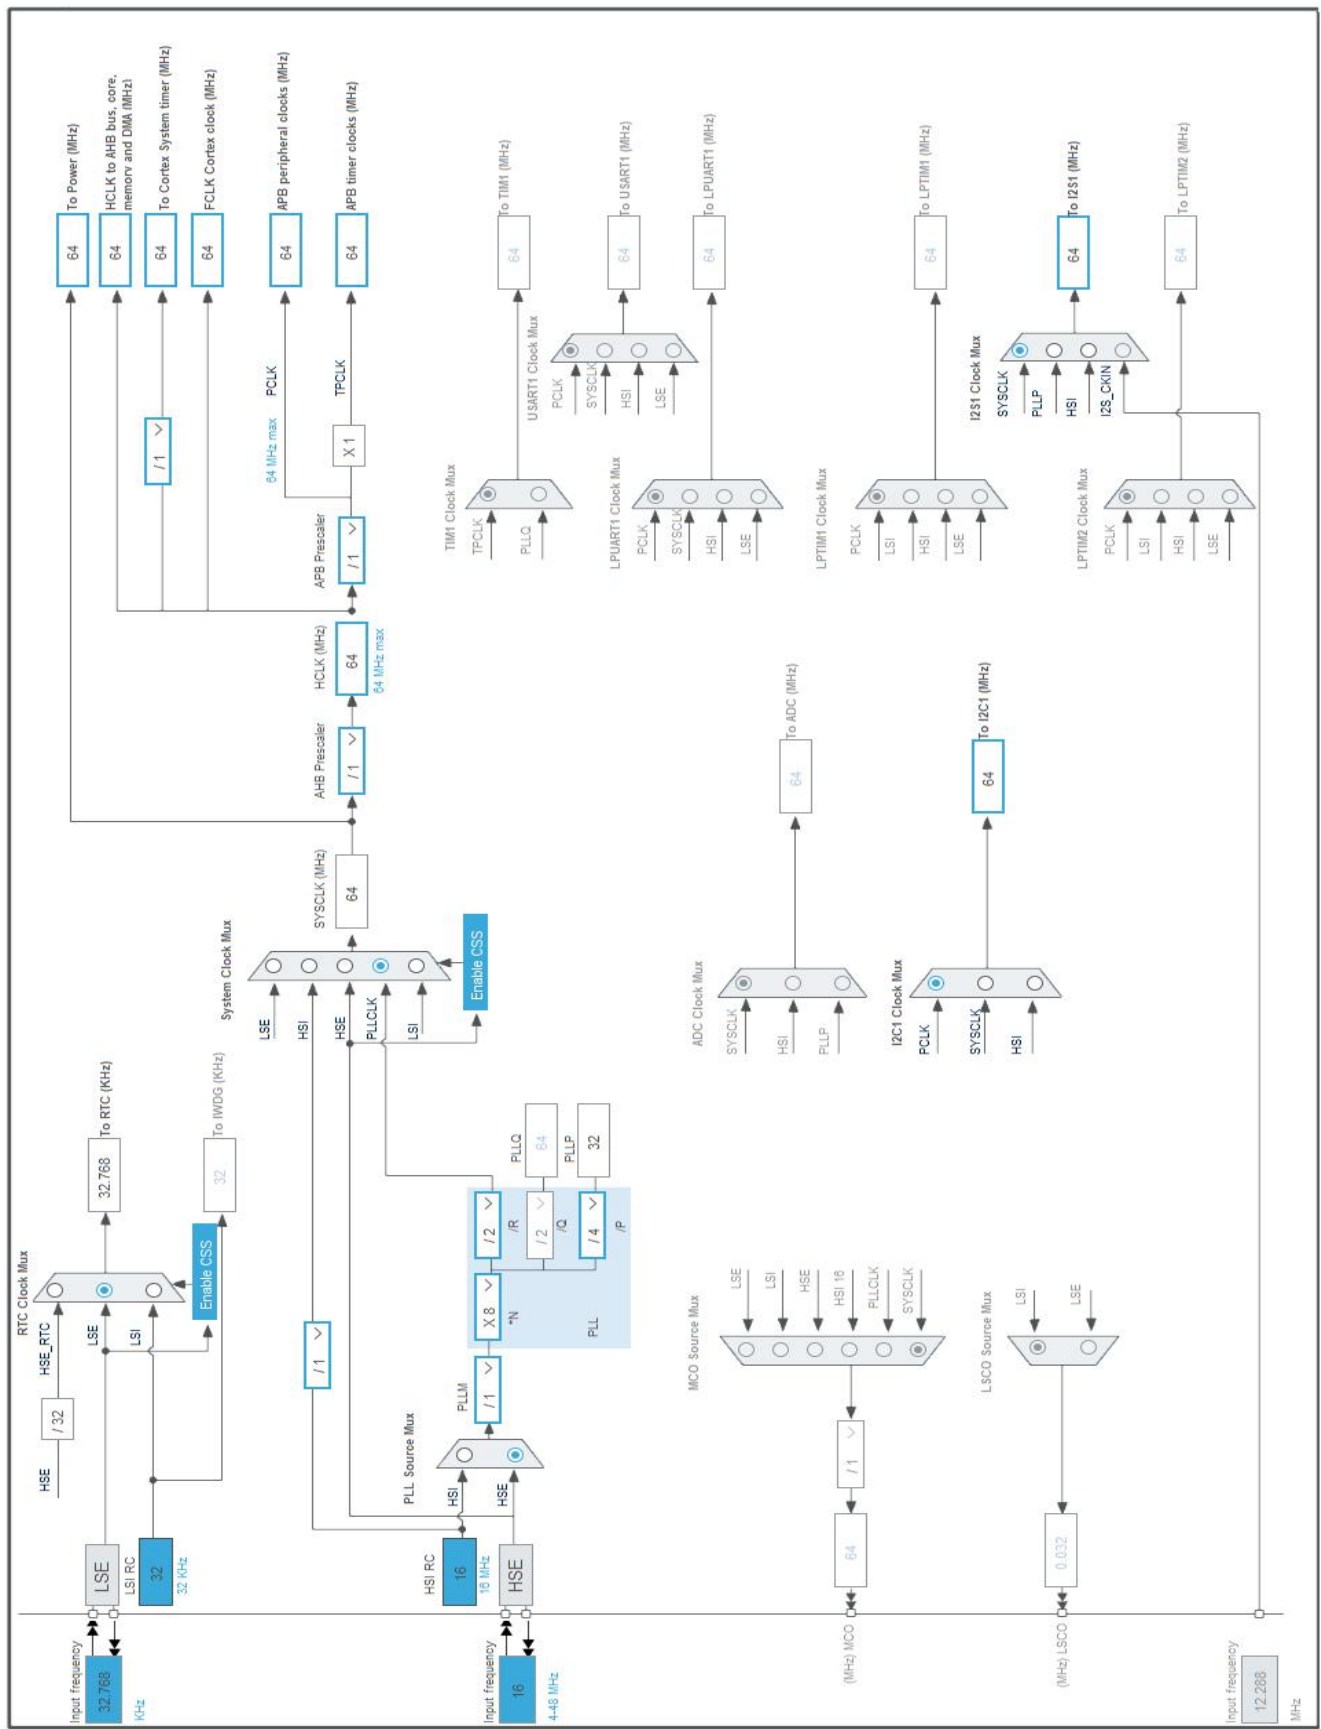 RTC Clock Mux
HSE
/ 32
HSE_RTC
Input frequency
32.768
KHz
LSE
LSE
32.768
To RTC (KHz)
LSI RC
32
32 KHz
LSI
Enable CSS
32
To IWDG (KHz)
System Clock Mux
LSE
HSI
HSE
PLLCLK
LSI
Enable CSS
/ 1
SYSCLK (MHz)
64
AHB Prescaler
/ 1
HCLK (MHz)
64
64 MHz max
APB Prescaler
/ 1
X 1
64
To Power (MHz)
64
HCLK to AHB bus, core,
memory and DMA (MHz)
/ 1
64
To Cortex System timer (MHz)
64
FCLK Cortex clock (MHz)
64 MHz max
PCLK
64
APB peripheral clocks (MHz)
TPCLK
64
APB timer clocks (MHz)
PLL Source Mux
HSI RC
16
16 MHz
HSI
Input frequency
16
4-48 MHz
HSE
HSE
PLLM
/ 1
X 8
*N
PLL
/ 2
/R
/ 2
/Q
PLLQ
64
/ 4
/P
PLLP
32
TIM1 Clock Mux
TPCLK
PLLQ
64
To TIM1 (MHz)
USART1 Clock Mux
PCLK
SYSCLK
HSI
LSE
64
To USART1 (MHz)
LPUART1 Clock Mux
PCLK
SYSCLK
HSI
LSE
64
To LPUART1 (MHz)
MCO Source Mux
LSE
LSI
HSE
HSI 16
PLLCLK
SYSCLK
/ 1
64
(MHz) MCO
ADC Clock Mux
SYSCLK
HSI
PLLP
64
To ADC (MHz)
LPTIM1 Clock Mux
PCLK
LSI
HSI
LSE
64
To LPTIM1 (MHz)
LSCO Source Mux
LSI
LSE
0.032
(MHz) LSCO
I2C1 Clock Mux
PCLK
SYSCLK
HSI
64
To I2C1 (MHz)
I2S1 Clock Mux
SYSCLK
PLLP
HSI
I2S_CKIN
64
To I2S1 (MHz)
LPTIM2 Clock Mux
PCLK
LSI
HSI
LSE
64
To LPTIM2 (MHz)
Input frequency
12.288
MHz